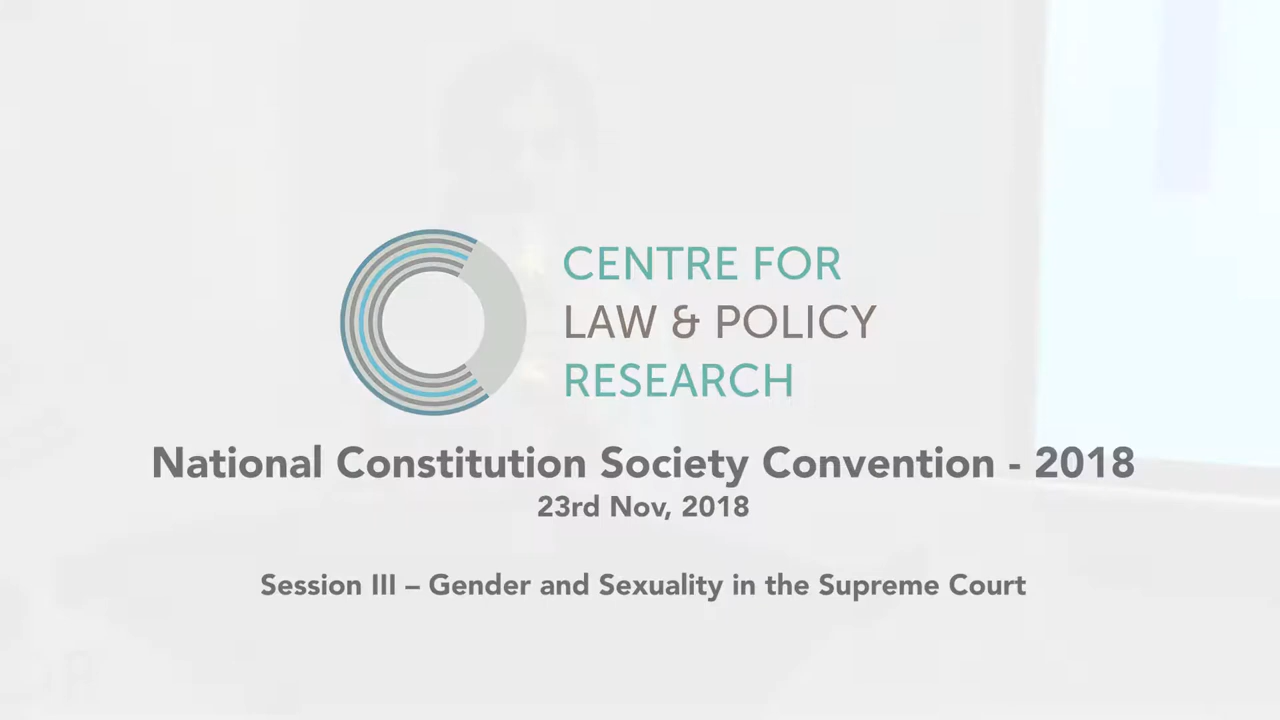 CENTRE FOR
LAW & POLICY
RESEARCH
National Constitution Society Convention - 2018
23rd Nov, 2018
Session III – Gender and Sexuality in the Supreme Court